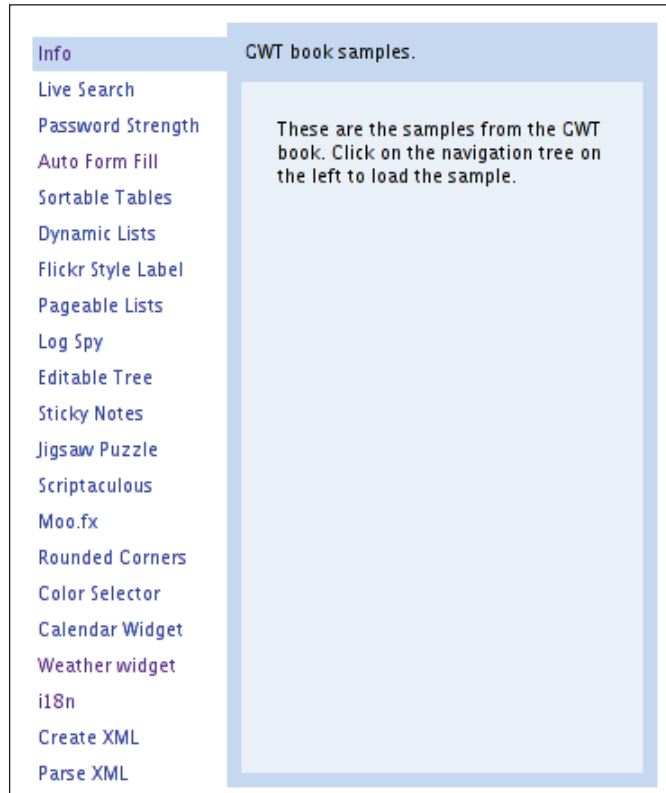 Info
Live Search
Password Strength
Auto Form Fill
Sortable Tables
Dynamic Lists
Flickr Style Label
Pageable Lists
Log Spy
Editable Tree
Sticky Notes
Jigsaw Puzzle
Scriptaculous
Moo.fx
Rounded Corners
Color Selector
Calendar Widget
Weather widget
i18n
Create XML
Parse XML
GWT book samples.
These are the samples from the GWT
book. Click on the navigation tree on
the left to load the sample.